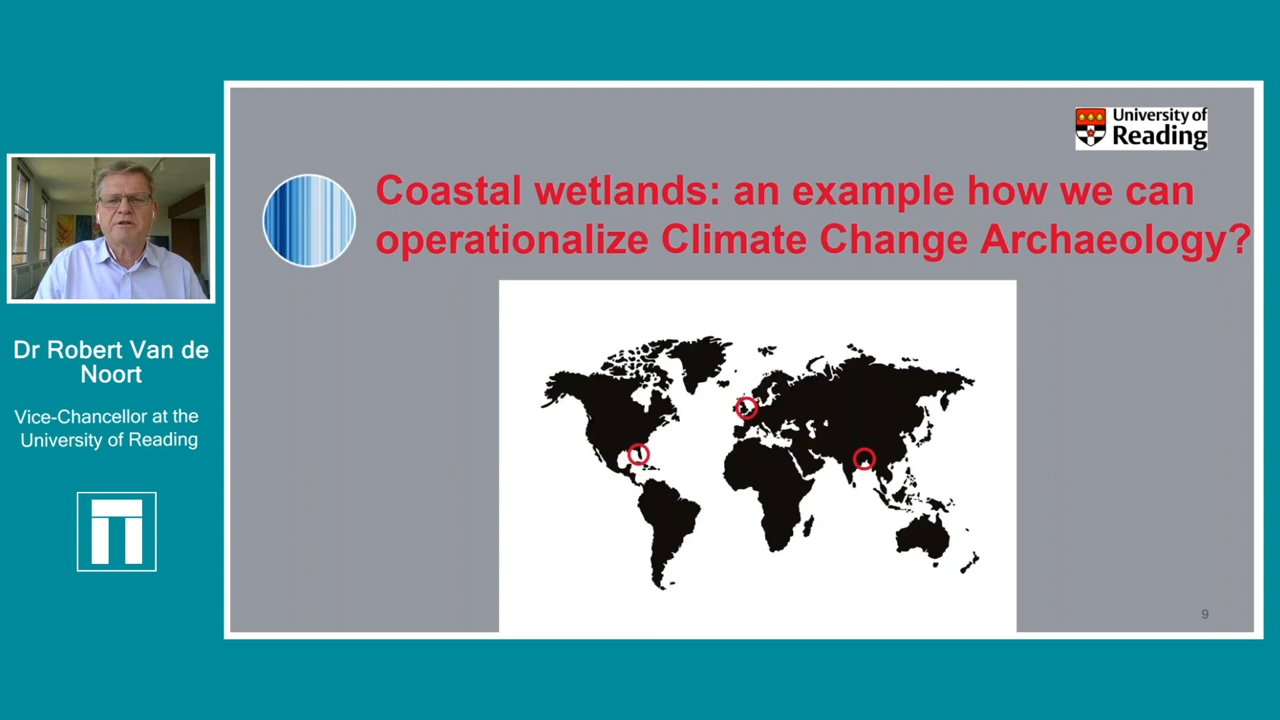 University of
Reading
Coastal wetlands: an example how we can
operationalize Climate Change Archaeology?
Dr Robert Van de
Noort
Vice-Chancellor at the
University of Reading
9